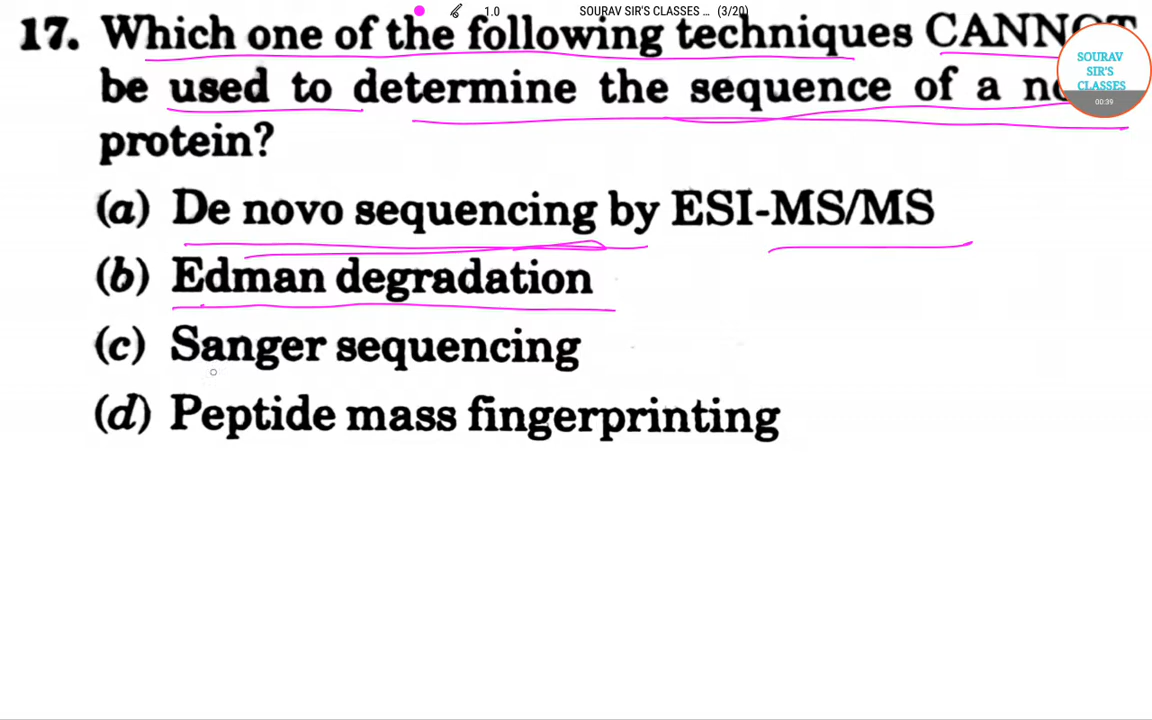 1.0 SOURAV SIR'S CLASSES ... (3/20)
17. Which one of the following techniques
be used to determine the sequence of a
protein?
(a) De novo sequencing by ESI-MS/MS
(b) Edman degradation
(c) Sanger sequencing
(d) Peptide mass fingerprinting
SOURAV
SIR'S
CLASSES
00:39